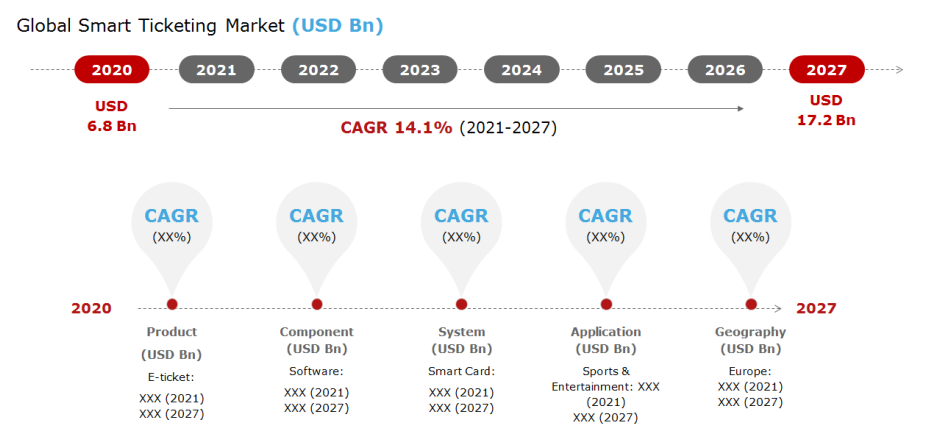 Global Smart Ticketing Market (USD Bn)
2020 2021 2022 2023 2024 2025 2026 2027
USD
6.8 Bn
USD
17.2 Bn
CAGR 14.1% (2021-2027)
CAGR
(XX%)
CAGR
(XX%)
CAGR
(XX%)
CAGR
(XX%)
CAGR
(XX%)
2020
2027
Product
(USD Bn)
E-ticket:
XXX (2021)
XXX (2027)
Component
(USD Bn)
Software:
XXX (2021)
XXX (2027)
System
(USD Bn)
Smart Card:
XXX (2021)
XXX (2027)
Application
(USD Bn)
Sports &
Entertainment: XXX
(2021)
XXX (2027)
Geography
(USD Bn)
Europe:
XXX (2021)
XXX (2027)